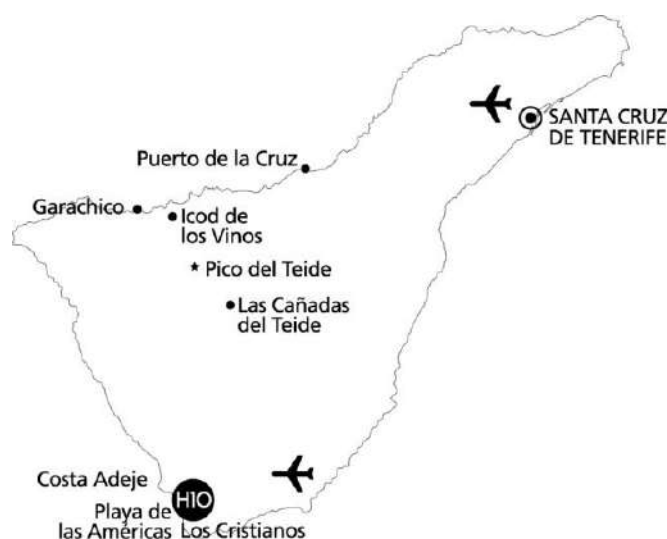 SANTA CRUZ
DE TENERIFE
Puerto de la Cruz
Garachico
Icod de
los Vinos
Pico del Teide
Las Cañadas
del Teide
Costa Adeje
H10
Playa de
las Américas
Los Cristianos